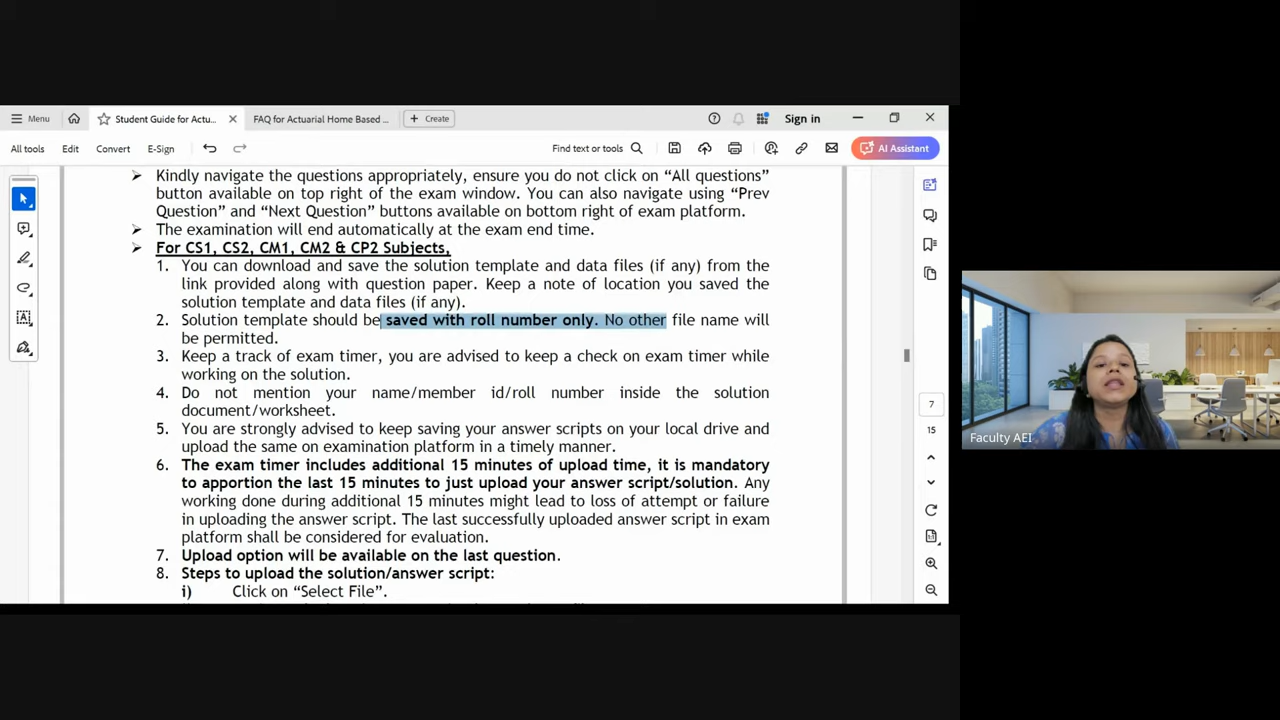 Menu
Student Guide for Actu...
FAQ for Actuarial Home Based ...
Create
Sign in
All tools
Edit
Convert
E-Sign
Find text or tools
AI Assistant
➢ Kindly navigate the questions appropriately, ensure you do not click on “All questions”
button available on top right of the exam window. You can also navigate using “Prev
Question” and “Next Question” buttons available on bottom right of exam platform.
➢ The examination will end automatically at the exam end time.
➢ For CS1, CS2, CM1, CM2 & CP2 Subjects,
1. You can download and save the solution template and data files (if any) from the
link provided along with question paper. Keep a note of location you saved the
solution template and data files (if any).
2. Solution template should be saved with roll number only. No other file name will
be permitted.
3. Keep a track of exam timer, you are advised to keep a check on exam timer while
working on the solution.
4. Do not mention your name/member id/roll number inside the solution
document/worksheet.
5. You are strongly advised to keep saving your answer scripts on your local drive and
upload the same on examination platform in a timely manner.
6. The exam timer includes additional 15 minutes of upload time, it is mandatory
to apportion the last 15 minutes to just upload your answer script/solution. Any
working done during additional 15 minutes might lead to loss of attempt or failure
in uploading the answer script. The last successfully uploaded answer script in exam
platform shall be considered for evaluation.
7. Upload option will be available on the last question.
8. Steps to upload the solution/answer script:
i) Click on “Select File”.
7
15
Faculty AEI